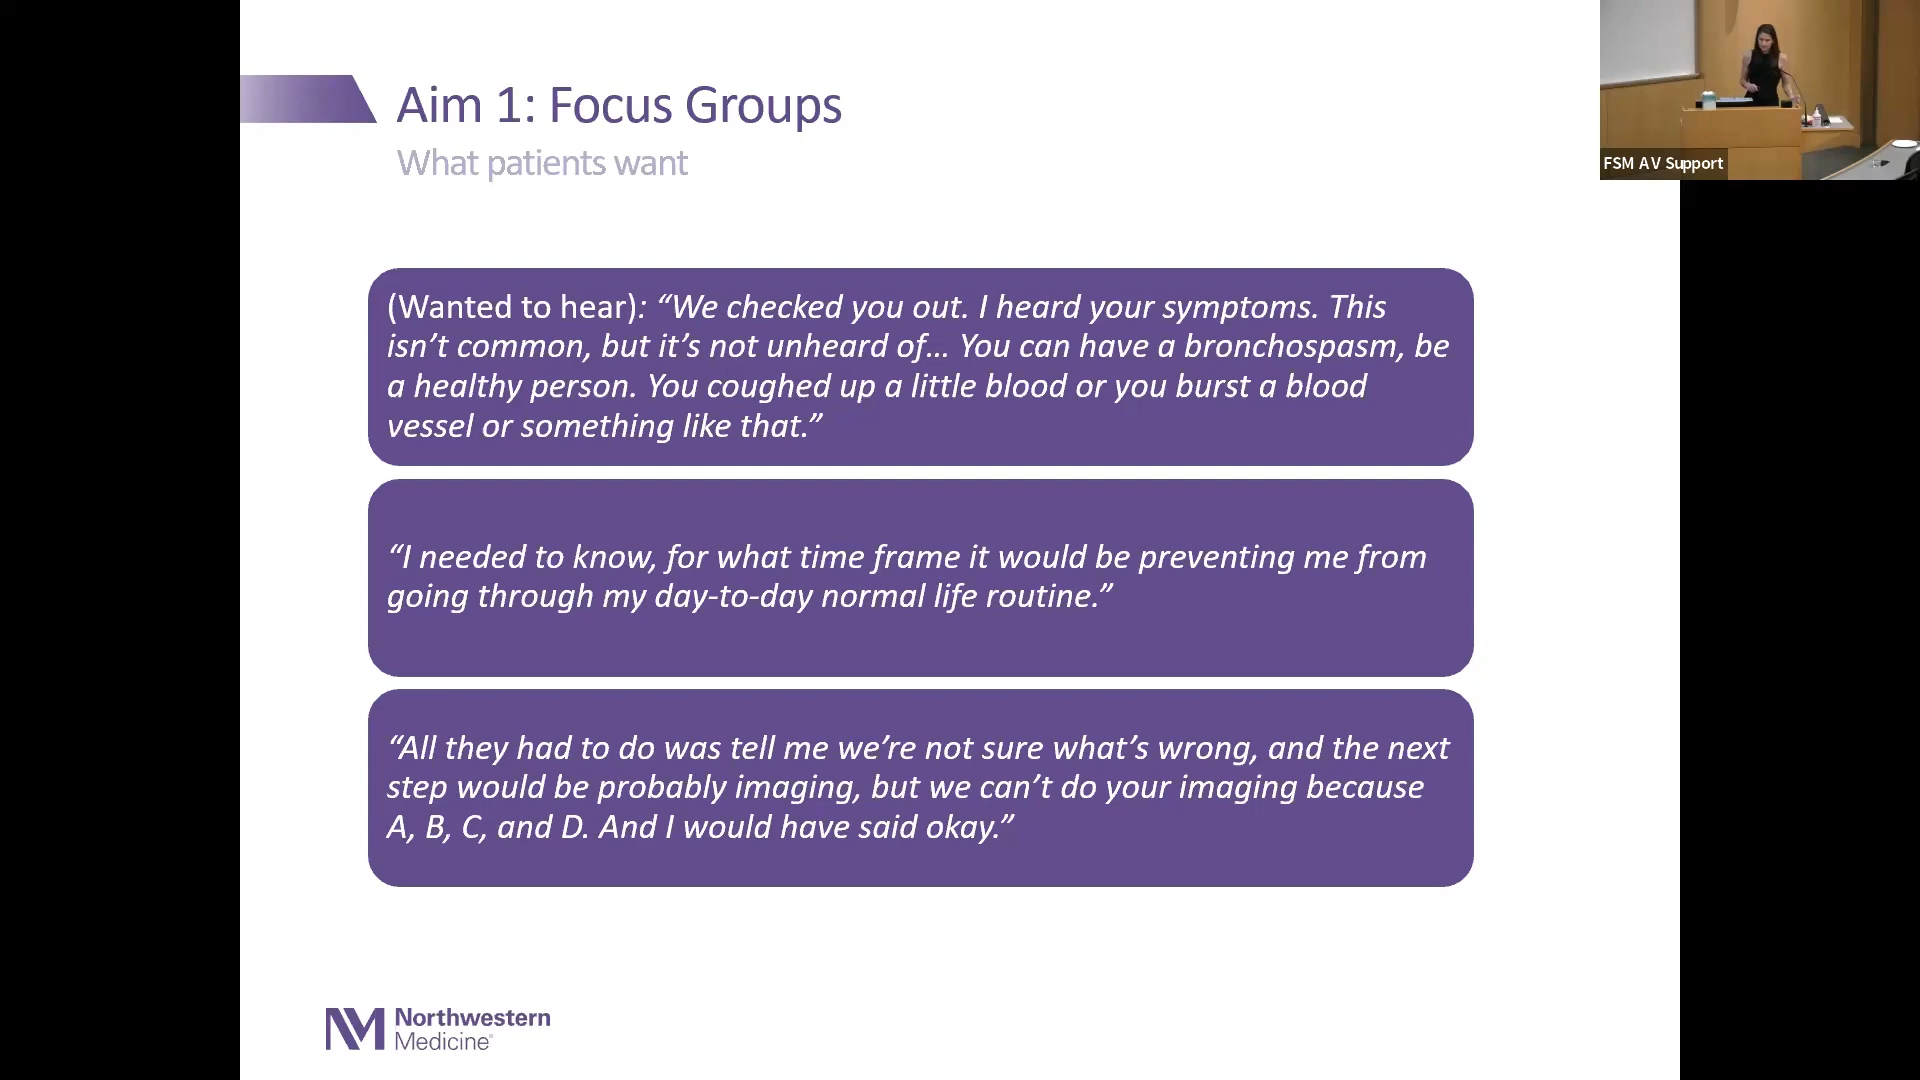 Aim 1: Focus Groups
What patients want
(Wanted to hear): “We checked you out. I heard your symptoms. This
isn’t common, but it’s not unheard of… You can have a bronchospasm, be
a healthy person. You coughed up a little blood or you burst a blood
vessel or something like that.”
“I needed to know, for what time frame it would be preventing me from
going through my day-to-day normal life routine.”
“All they had to do was tell me we’re not sure what’s wrong, and the next
step would be probably imaging, but we can’t do your imaging because
A, B, C, and D. And I would have said okay.”
NM Northwestern
Medicine®
FSM AV Support